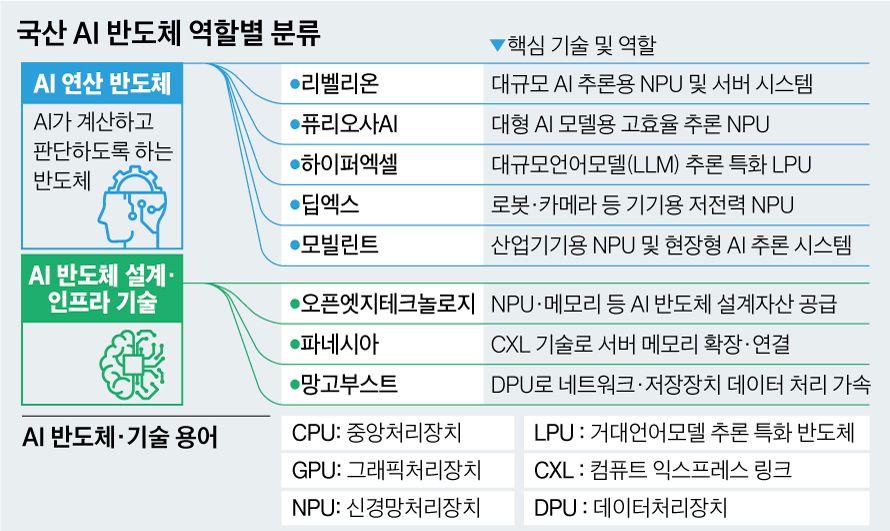 국산 AI 반도체 역할별 분류
▼핵심 기술 및 역할
AI 연산 반도체
AI가 계산하고
판단하도록 하는
반도체
•리벨리온 대규모 AI 추론용 NPU 및 서버 시스템
•퓨리오사AI 대형 AI 모델용 고효율 추론 NPU
•하이퍼엑셀 대규모언어모델(LLM) 추론 특화 LPU
•딥엑스 로봇·카메라 등 기기용 저전력 NPU
•모빌린트 산업기기용 NPU 및 현장형 AI 추론 시스템
AI 반도체 설계·
인프라 기술
•오픈엣지테크놀로지 NPU·메모리 등 AI 반도체 설계자산 공급
•파네시아 CXL 기술로 서버 메모리 확장·연결
•망고부스트 DPU로 네트워크·저장장치 데이터 처리 가속
AI 반도체·기술 용어
CPU: 중앙처리장치 LPU : 거대언어모델 추론 특화 반도체
GPU: 그래픽처리장치 CXL : 컴퓨트 익스프레스 링크
NPU: 신경망처리장치 DPU : 데이터처리장치